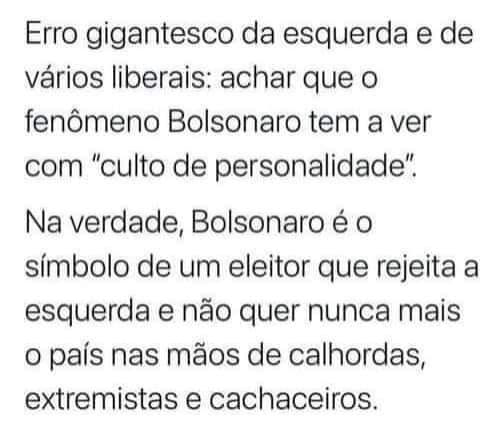 Erro gigantesco da esquerda e de
vários liberais: achar que o
fenômeno Bolsonaro tem a ver
com "culto de personalidade".
Na verdade, Bolsonaro é o
símbolo de um eleitor que rejeita a
esquerda e não quer nunca mais
o país nas mãos de calhordas,
extremistas e cachaceiros.